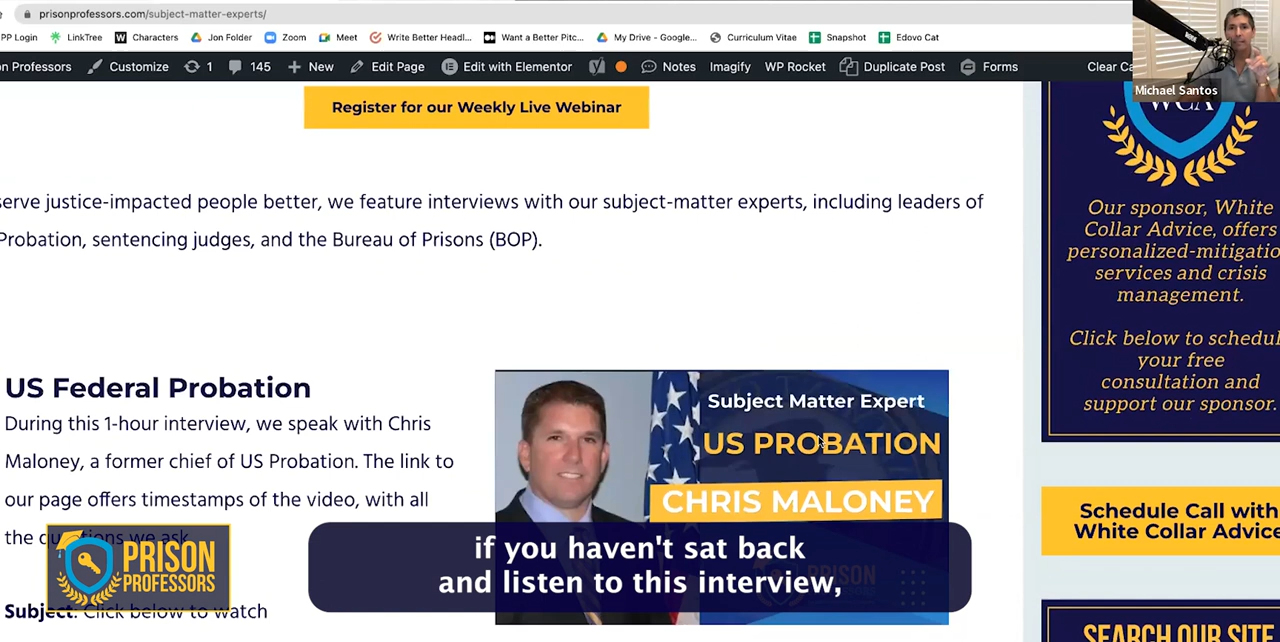 prisonprofessors.com/subject-matter-experts/
PP Login LinkTree Characters Jon Folder Zoom Meet Write Better Headl... Want a Better Pitc... My Drive - Google... Curriculum Vitae Snapshot Edovo Cat
on Professors Customize 1 145 New Edit Page Edit with Elementor Notes Imagify WP Rocket Duplicate Post Forms Clear Ca
Michael Santos
Register for our Weekly Live Webinar
serve justice-impacted people better, we feature interviews with our subject-matter experts, including leaders of
Probation, sentencing judges, and the Bureau of Prisons (BOP).
US Federal Probation
During this 1-hour interview, we speak with Chris
Maloney, a former chief of US Probation. The link to
our page offers timestamps of the video, with all
the questions we ask
Subject: Click below to watch
Subject Matter Expert
US PROBATION
CHRIS MALONEY
PRISON
PRISON
PROFESSORS
if you haven't sat back
and listen to this interview,
WCA
Our sponsor, White
Collar Advice, offers
personalized-mitigatio
services and crisis
management.
Click below to schedul
your free
consultation and
support our sponsor.
Schedule Call with
White Collar Advice
SEARCH OUR SITE